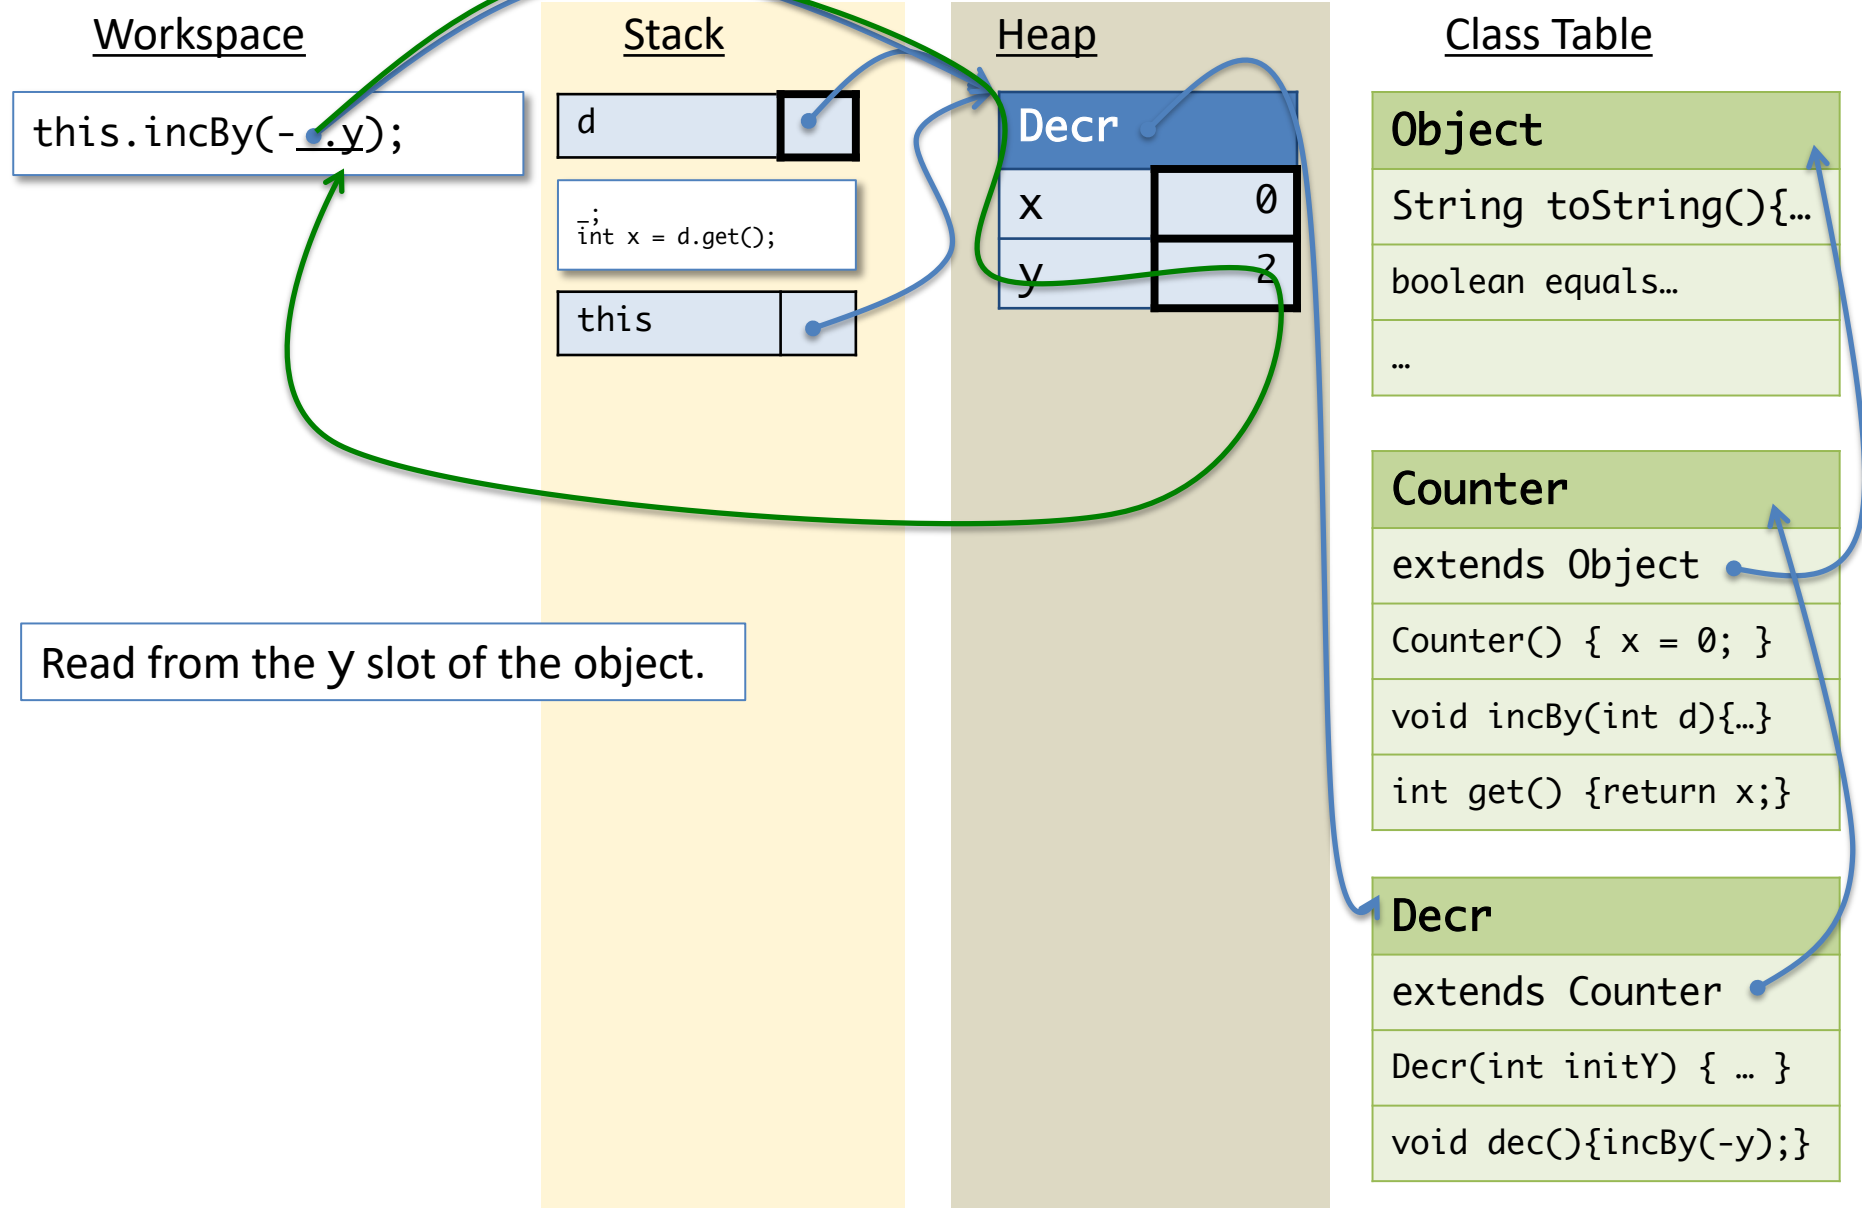 Workspace
this.incBy(- .y);
Stack
d
_;
int x = d.get();
this
Heap
Decr
x 0
y 2
Class Table
Object
String toString(){…
boolean equals…
…
Counter
extends Object
Counter() { x = 0; }
void incBy(int d){…}
int get() {return x;}
Decr
extends Counter
Decr(int initY) { … }
void dec(){incBy(-y);}
Read from the y slot of the object.